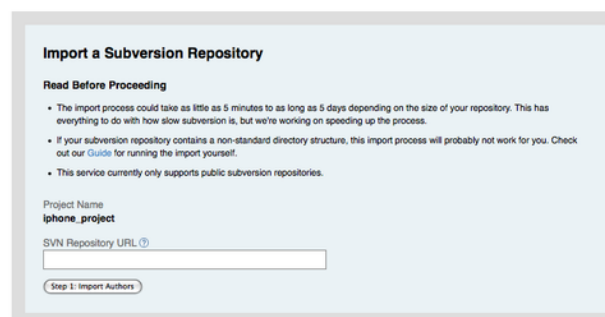 Import a Subversion Repository
Read Before Proceeding
• The import process could take as little as 5 minutes to as long as 5 days depending on the size of your repository. This has
everything to do with how slow subversion is, but we're working on speeding up the process.
• If your subversion repository contains a non-standard directory structure, this import process will probably not work for you. Check
out our Guide for running the import yourself.
• This service currently only supports public subversion repositories.
Project Name
iphone_project
SVN Repository URL (?)
Step 1: Import Authors